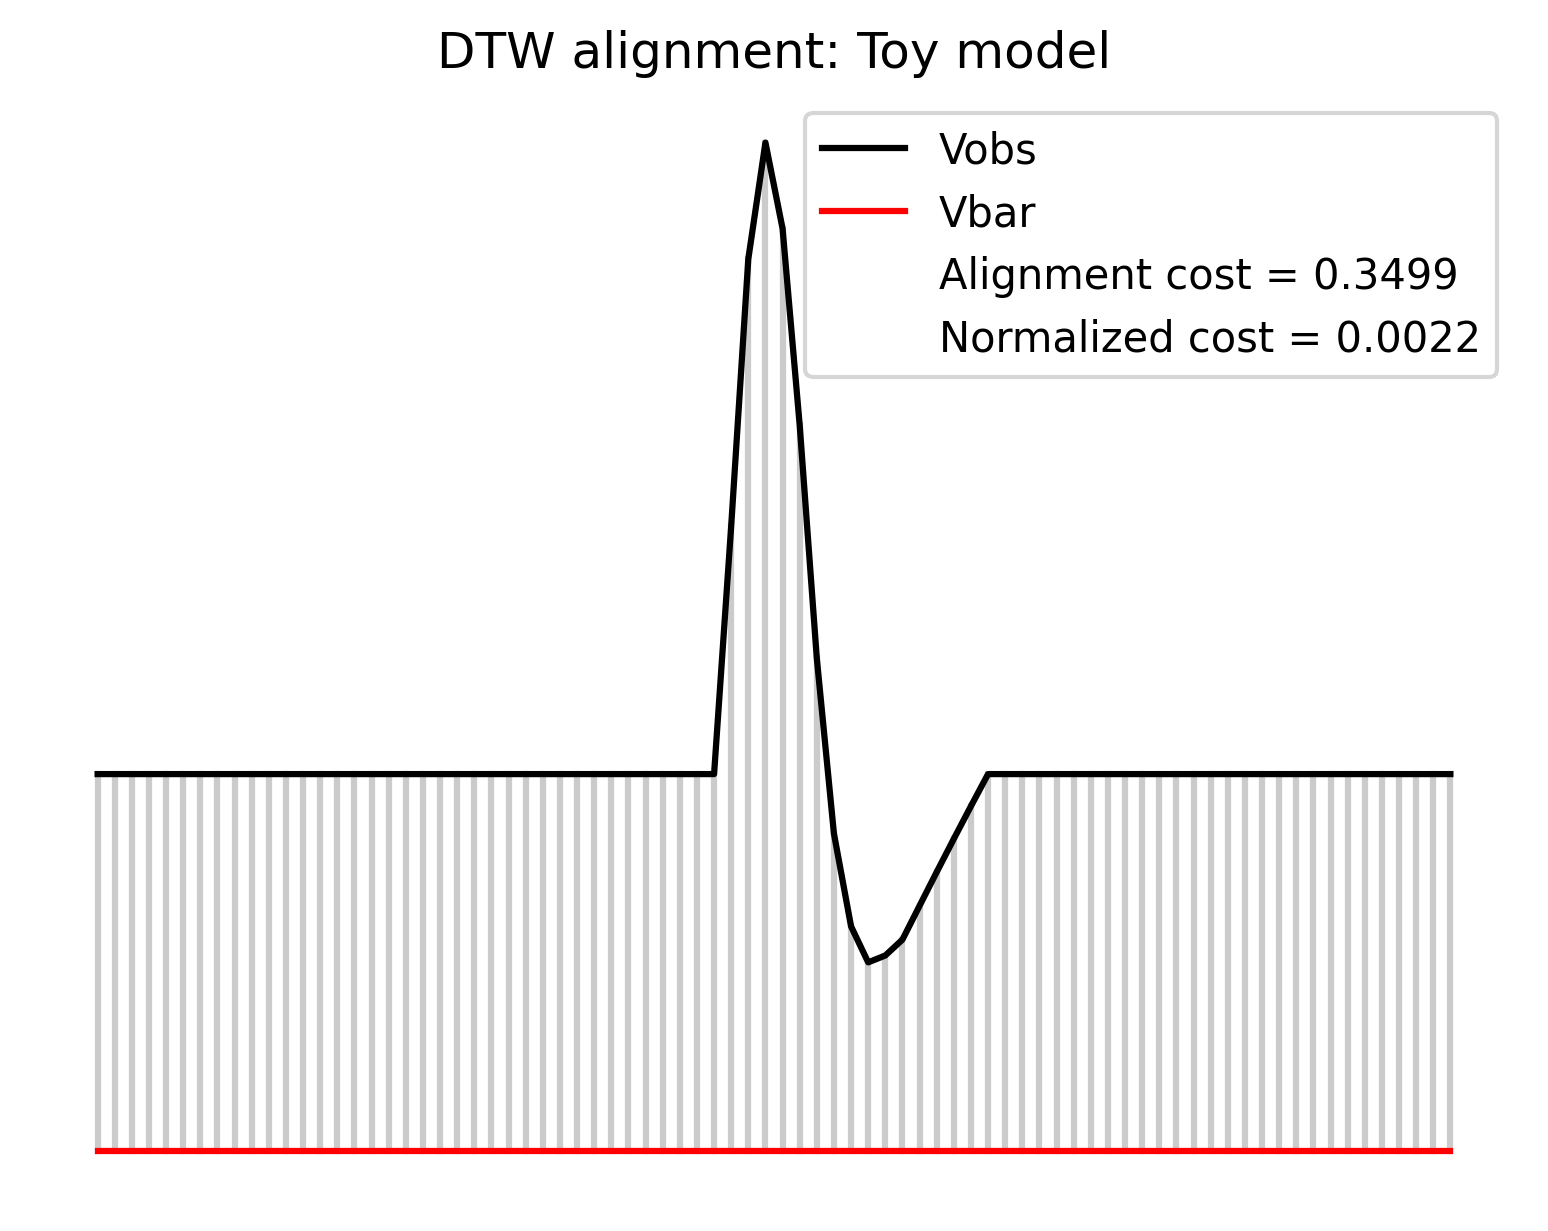 DTW alignment: Toy model
Vobs
Vbar
Alignment cost = 0.3499
Normalized cost = 0.0022